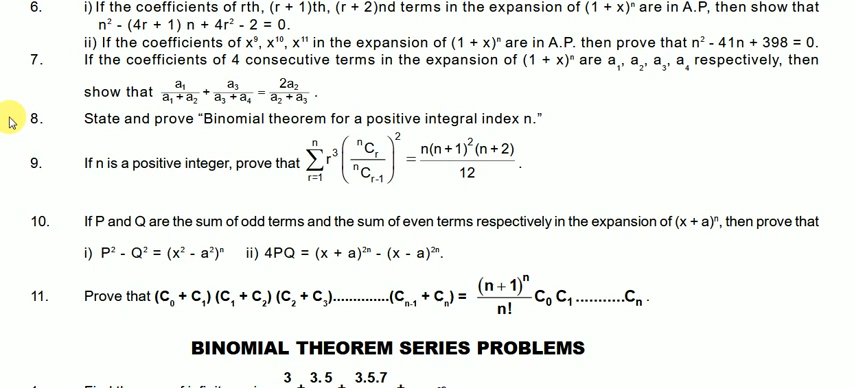 6. i) If the coefficients of rth, (r + 1)th, (r + 2)nd terms in the expansion of (1 + x)ⁿ are in A.P, then show that
n² - (4r + 1) n + 4r² - 2 = 0.
ii) If the coefficients of x⁹, x¹⁰, x¹¹ in the expansion of (1 + x)ⁿ are in A.P. then prove that n² - 41n + 398 = 0.
7. If the coefficients of 4 consecutive terms in the expansion of (1 + x)ⁿ are a₁, a₂, a₃, a₄ respectively, then
show that a₁/(a₁+a₂) + a₃/(a₃+a₄) = 2a₂/(a₂+a₃) .
8. State and prove “Binomial theorem for a positive integral index n.”
9. If n is a positive integer, prove that ∑_{r=1}^{n} r³ (ⁿCᵣ / ⁿCᵣ₋₁)² = n(n+1)²(n+2)/12 .
10. If P and Q are the sum of odd terms and the sum of even terms respectively in the expansion of (x + a)ⁿ, then prove that
i) P² - Q² = (x² - a²)ⁿ ii) 4PQ = (x + a)²ⁿ - (x - a)²ⁿ.
11. Prove that (C₀ + C₁) (C₁ + C₂) (C₂ + C₃)..............(Cₙ₋₁ + Cₙ) = (n+1)ⁿ/n! C₀ C₁...........Cₙ .
BINOMIAL THEOREM SERIES PROBLEMS
3 3.5 3.5.7